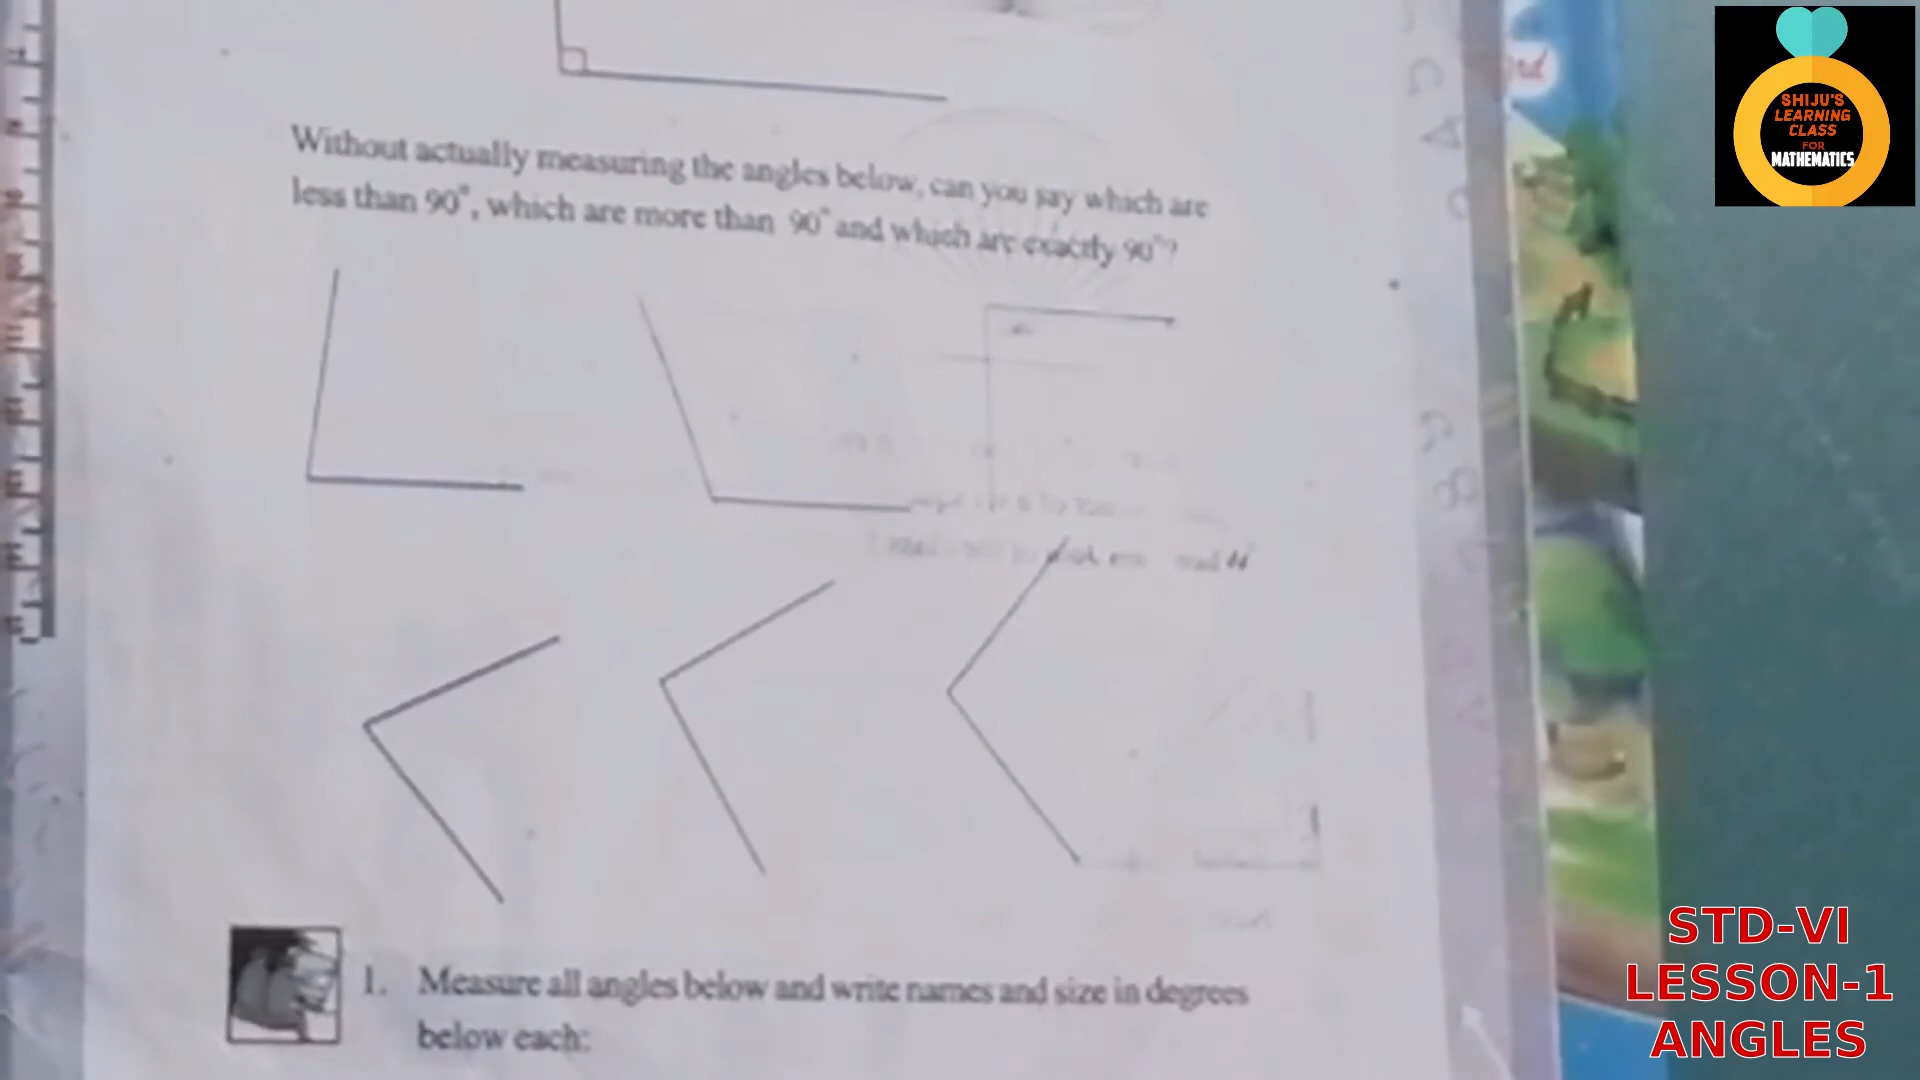 SHIJU'S
LEARNING
CLASS
FOR
MATHEMATICS
Without actually measuring the angles below, can you say which are
less than 90°, which are more than 90° and which are exactly 90°?
1. Measure all angles below and write names and size in degrees
below each:
STD-VI
LESSON-1
ANGLES